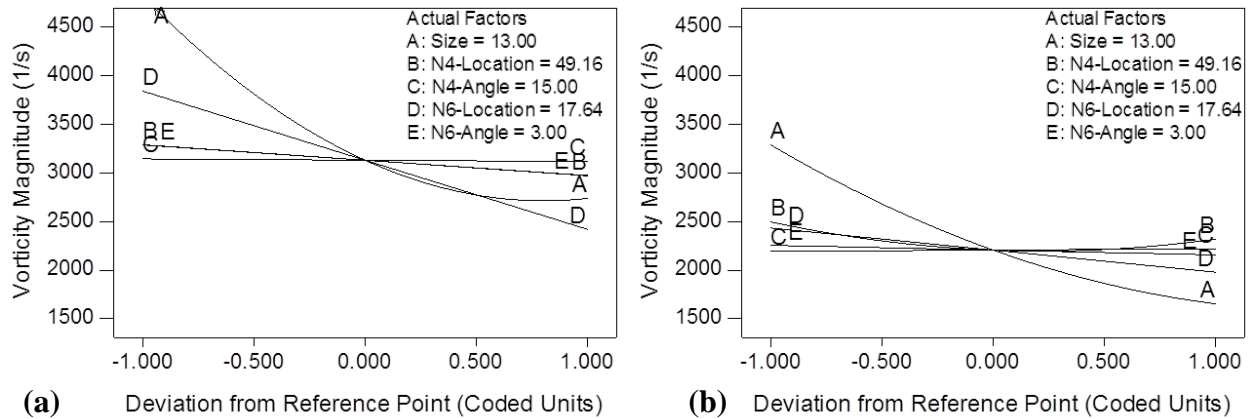 4500
4000
3500
3000
2500
2000
1500
Vorticity Magnitude (1/s)
Actual Factors
A: Size = 13.00
B: N4-Location = 49.16
C: N4-Angle = 15.00
D: N6-Location = 17.64
E: N6-Angle = 3.00
A
D
B E
C
C
E B
A
D
-1.000 -0.500 0.000 0.500 1.000
(a) Deviation from Reference Point (Coded Units)
4500
4000
3500
3000
2500
2000
1500
Vorticity Magnitude (1/s)
Actual Factors
A: Size = 13.00
B: N4-Location = 49.16
C: N4-Angle = 15.00
D: N6-Location = 17.64
E: N6-Angle = 3.00
A
B D
C E
B
E C
D
A
-1.000 -0.500 0.000 0.500 1.000
(b) Deviation from Reference Point (Coded Units)